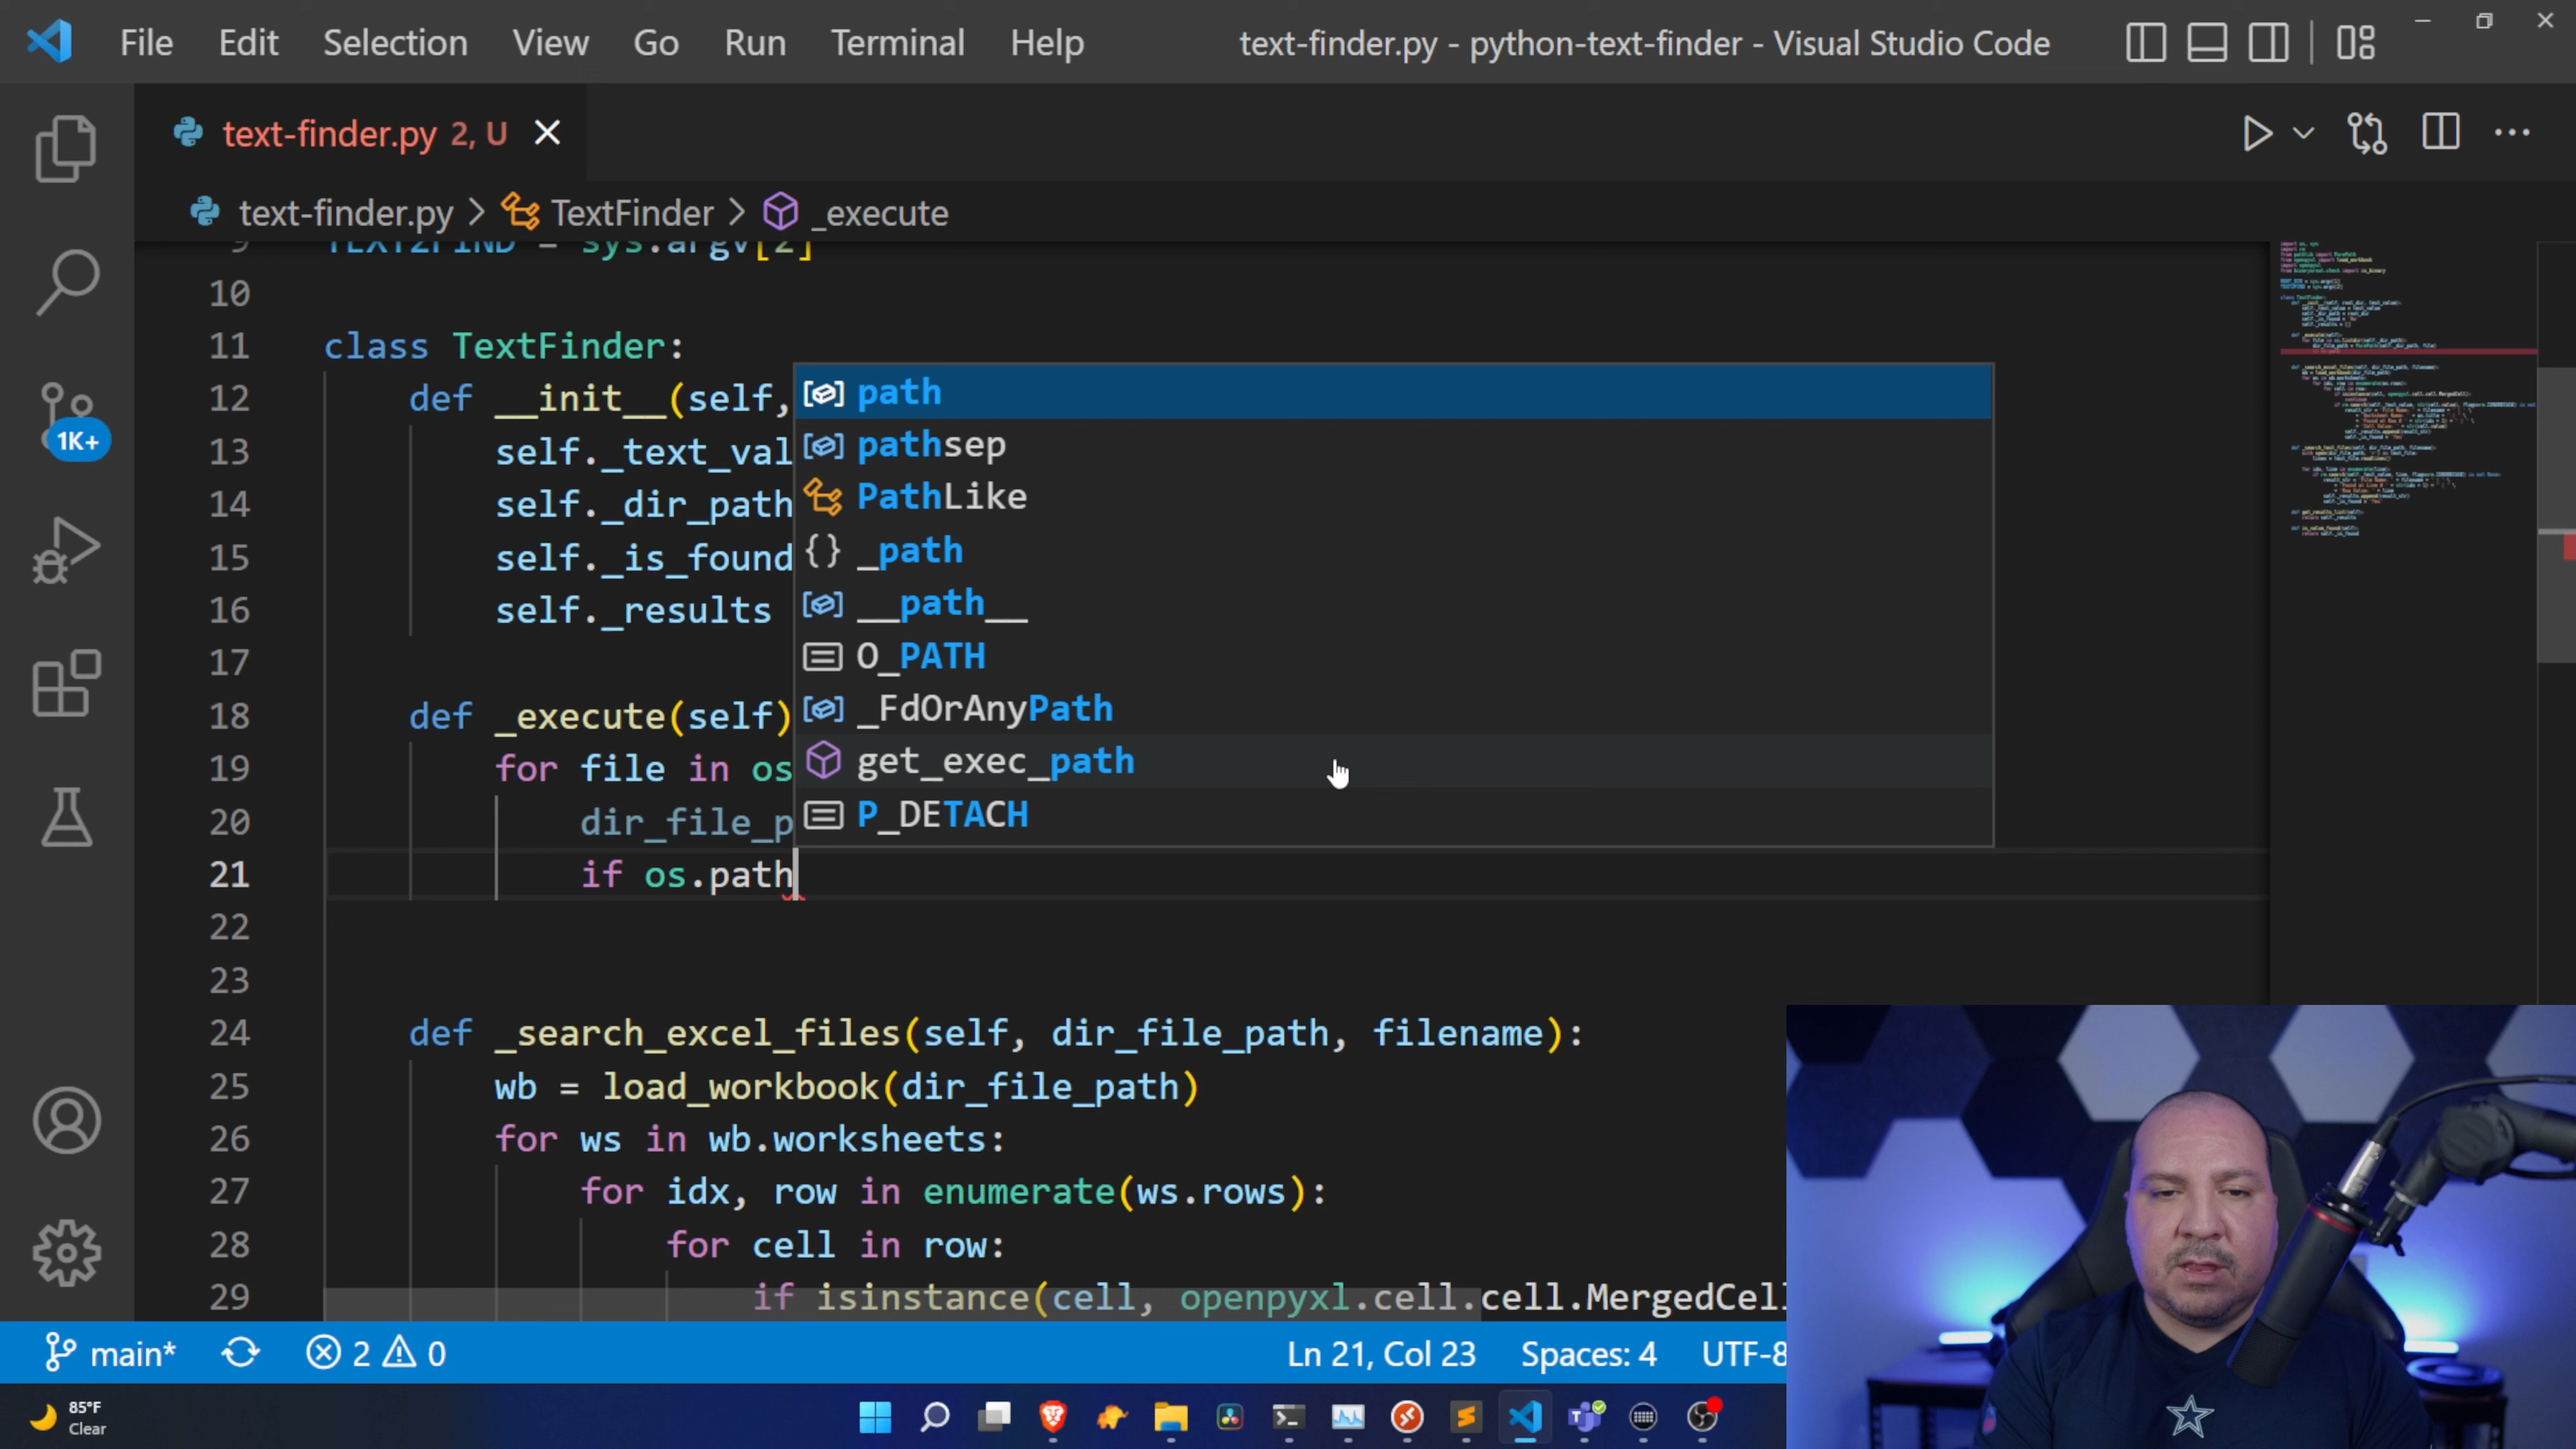 File Edit Selection View Go Run Terminal Help text-finder.py - python-text-finder - Visual Studio Code
text-finder.py 2, U
text-finder.py > TextFinder > _execute
9 TEXT2FIND = sys.argv[2]
10
11 class TextFinder:
12 def __init__(self,
13 self._text_val
14 self._dir_path
15 self._is_found
16 self._results
17
18 def _execute(self)
19 for file in os
20 dir_file_p
21 if os.path
path
pathsep
PathLike
_path
__path__
O_PATH
_FdOrAnyPath
get_exec_path
P_DETACH
22
23
24 def _search_excel_files(self, dir_file_path, filename):
25 wb = load_workbook(dir_file_path)
26 for ws in wb.worksheets:
27 for idx, row in enumerate(ws.rows):
28 for cell in row:
29 if isinstance(cell, openpyxl.cell.cell.MergedCell
1K+
main* 2 0 Ln 21, Col 23 Spaces: 4 UTF-8
85°F
Clear